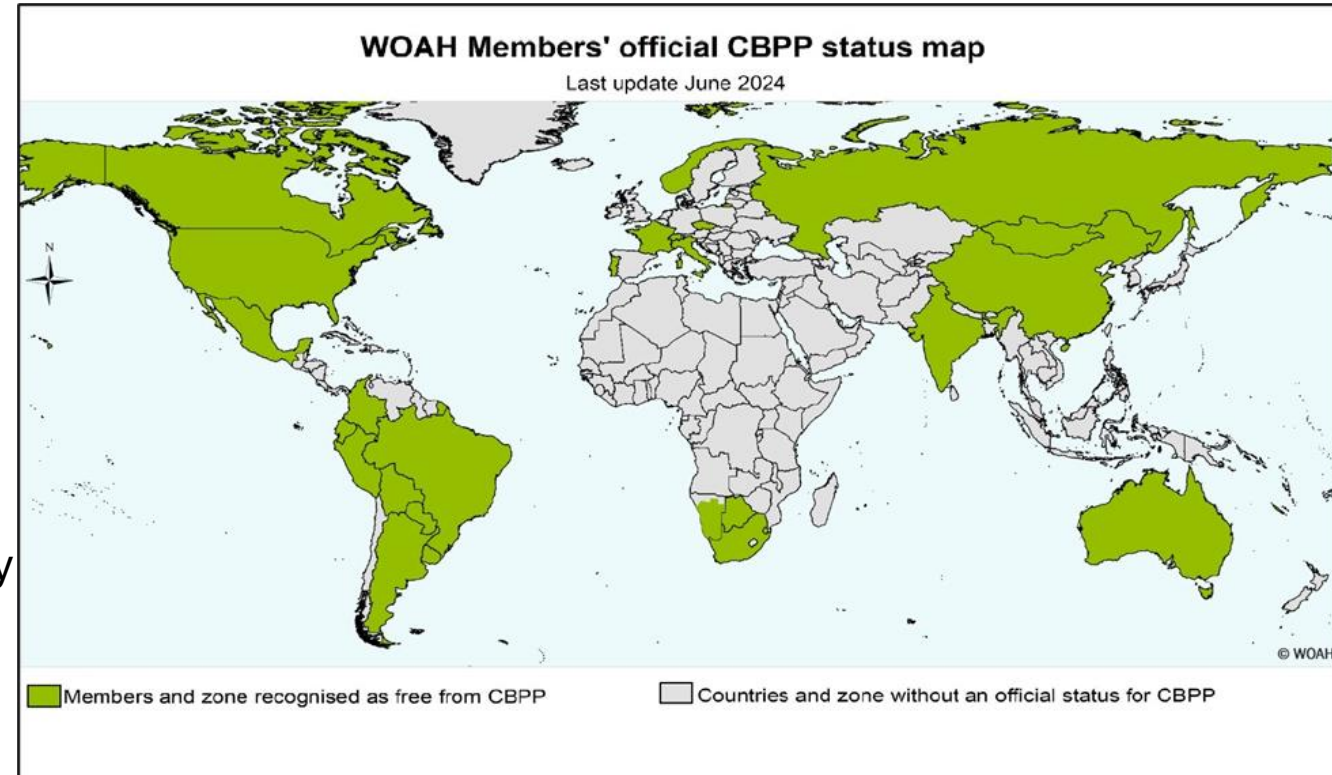 WOAH Members' official CBPP status map
Last update June 2024
N
y
© WOAH
Members and zone recognised as free from CBPP
Countries and zone without an official status for CBPP